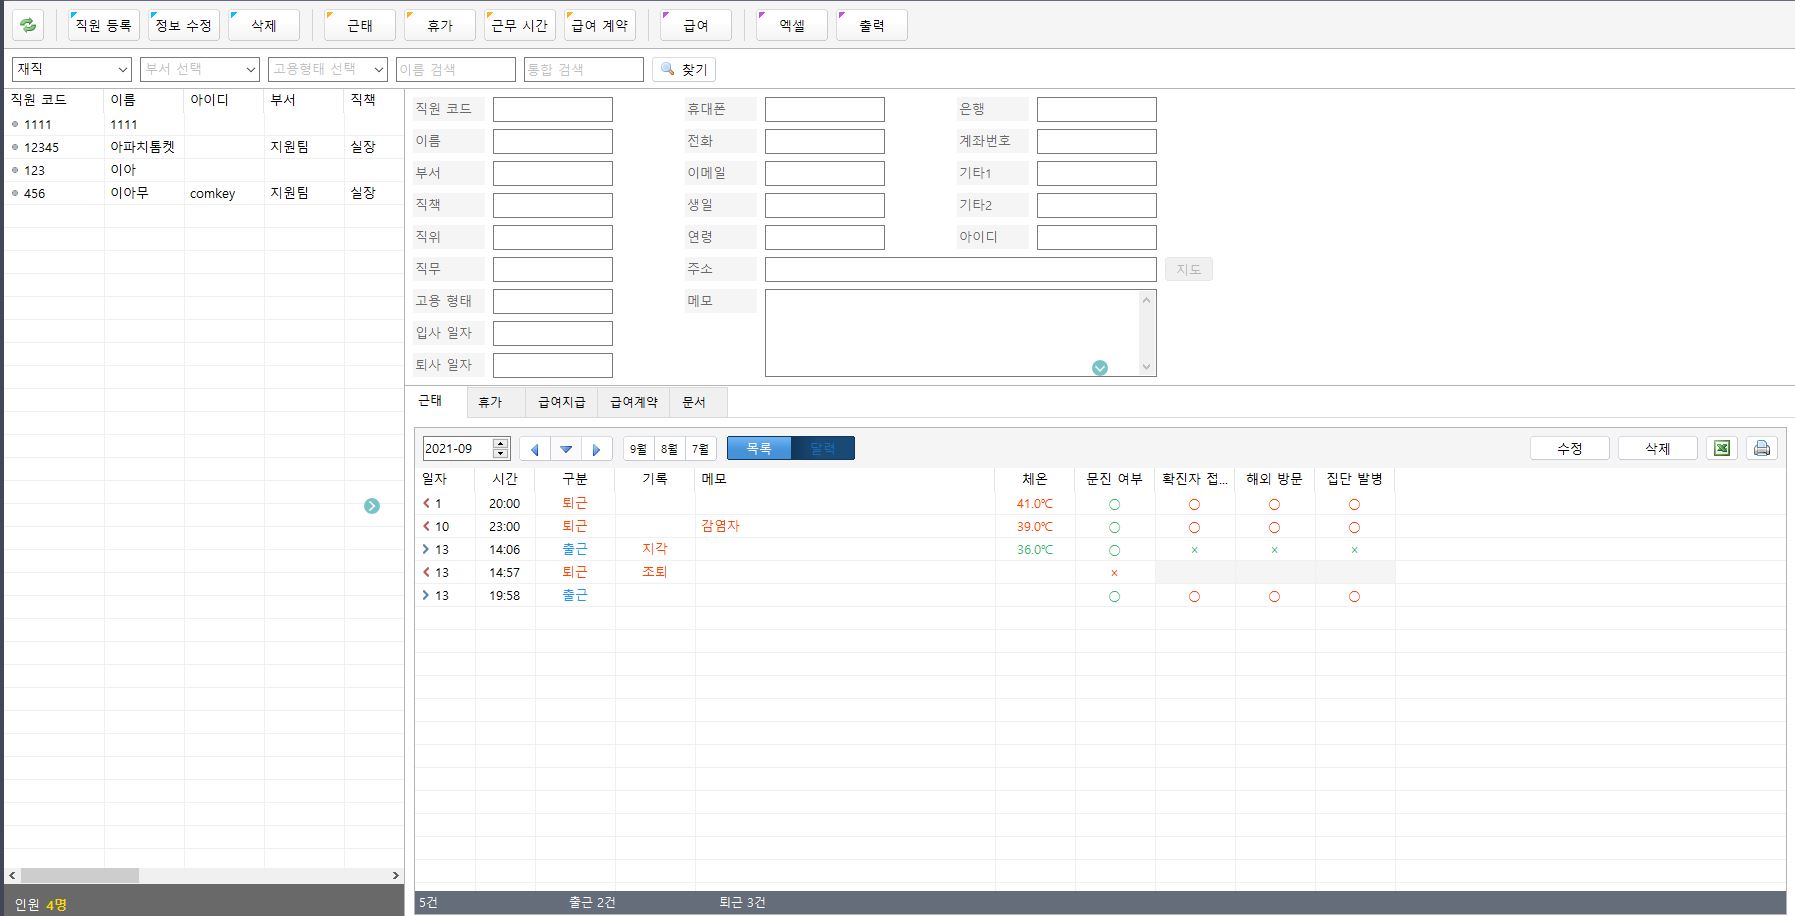 직원 등록 정보 수정 삭제 근태 휴가 근무 시간 급여 계약 급여 엑셀 출력
재직 부서 선택 고용형태 선택 이름 검색 통합 검색 찾기
직원 코드 이름 아이디 부서 직책
1111 1111
12345 아파치톰켓 지원팀 실장
123 이아
456 이아무 comkey 지원팀 실장
인원 4명
직원 코드 휴대폰 은행
이름 전화 계좌번호
부서 이메일 기타1
직책 생일 기타2
직위 연령 아이디
직무 주소 지도
고용 형태 메모
입사 일자
퇴사 일자
근태 휴가 급여지급 급여계약 문서
2021-09 9월 8월 7월 목록 달력 수정 삭제
일자 시간 구분 기록 메모 체온 문진 여부 확진자 접... 해외 방문 집단 발병
< 1 20:00 퇴근 41.0℃ ○ ○ ○ ○
< 10 23:00 퇴근 감염자 39.0℃ ○ ○ ○ ○
> 13 14:06 출근 지각 36.0℃ ○ × × ×
< 13 14:57 퇴근 조퇴 ×
> 13 19:58 출근 ○ ○ ○ ○
5건 출근 2건 퇴근 3건